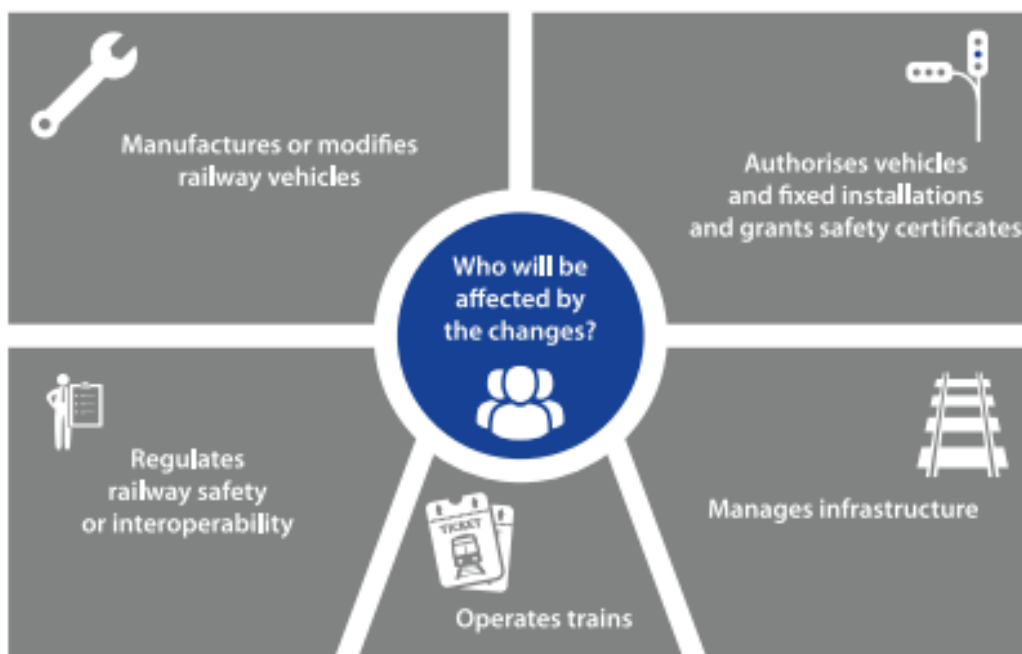 Manufactures or modifies
railway vehicles
Authorises vehicles
and fixed installations
and grants safety certificates
Who will be
affected by
the changes?
Regulates
railway safety
or interoperability
TICKET
Operates trains
Manages infrastructure